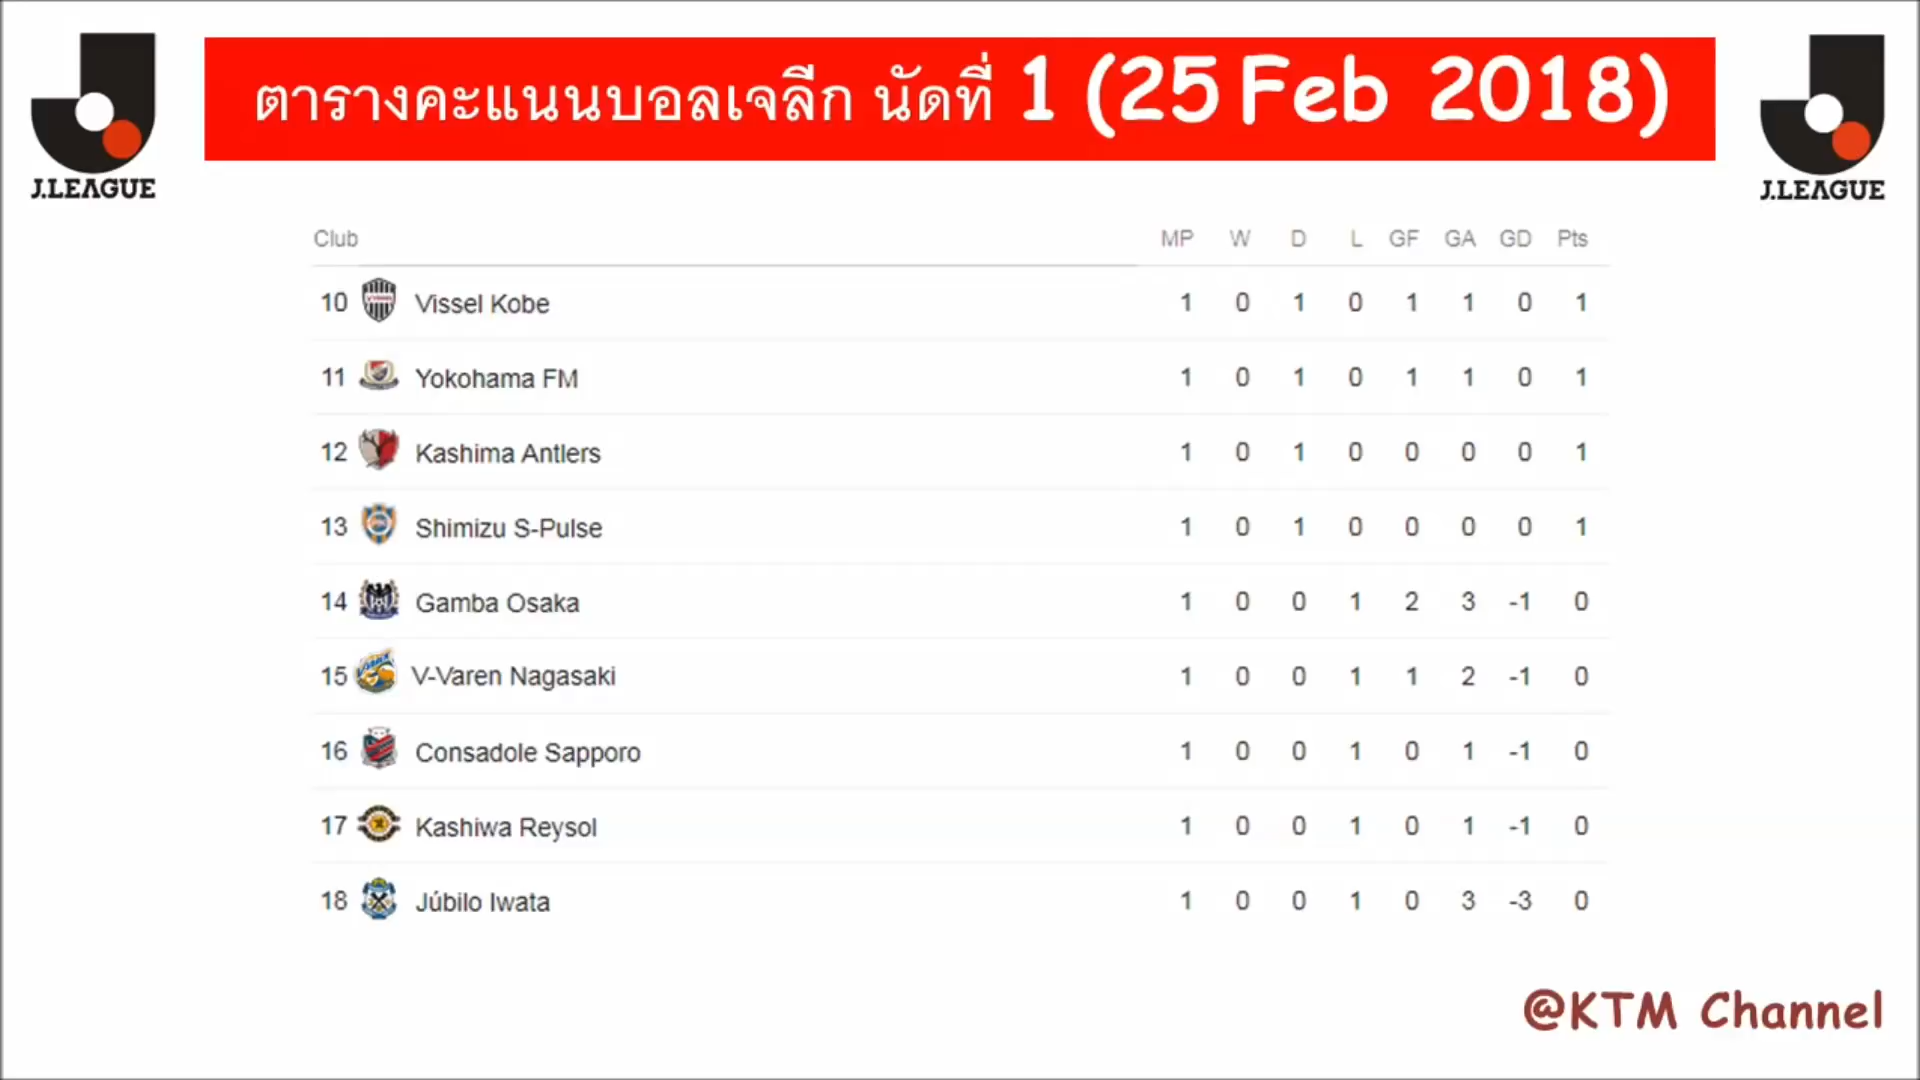 ตารางคะแนนบอลเจลีก นัดที่ 1 (25 Feb 2018)
J.LEAGUE
J.LEAGUE
Club MP W D L GF GA GD Pts
10 Vissel Kobe 1 0 1 0 1 1 0 1
11 Yokohama FM 1 0 1 0 1 1 0 1
12 Kashima Antlers 1 0 1 0 0 0 0 1
13 Shimizu S-Pulse 1 0 1 0 0 0 0 1
14 Gamba Osaka 1 0 0 1 2 3 -1 0
15 V-Varen Nagasaki 1 0 0 1 1 2 -1 0
16 Consadole Sapporo 1 0 0 1 0 1 -1 0
17 Kashiwa Reysol 1 0 0 1 0 1 -1 0
18 Júbilo Iwata 1 0 0 1 0 3 -3 0
@KTM Channel